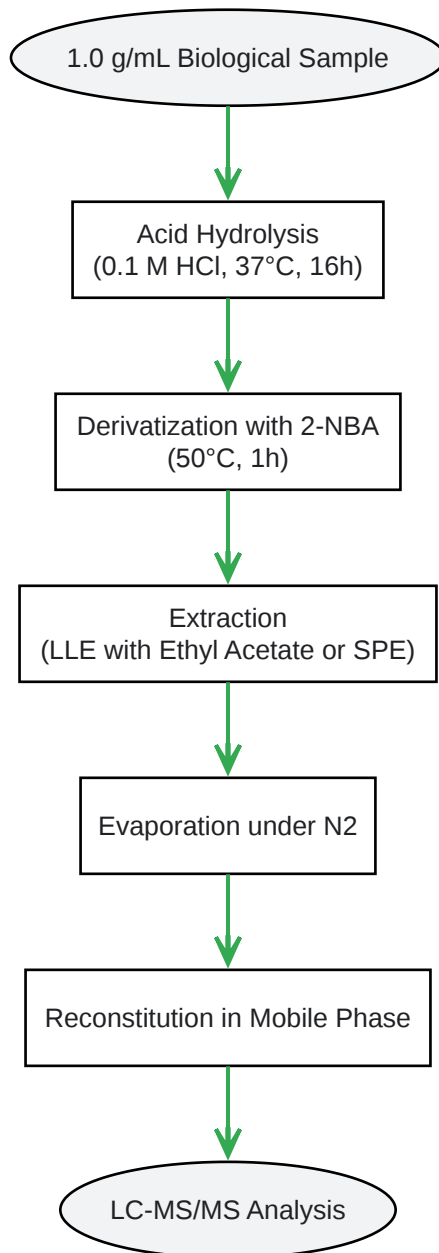 1.0 g/mL Biological Sample
Acid Hydrolysis
(0.1 M HCl, 37°C, 16h)
Derivatization with 2-NBA
(50°C, 1h)
Extraction
(LLE with Ethyl Acetate or SPE)
Evaporation under N2
Reconstitution in Mobile Phase
LC-MS/MS Analysis